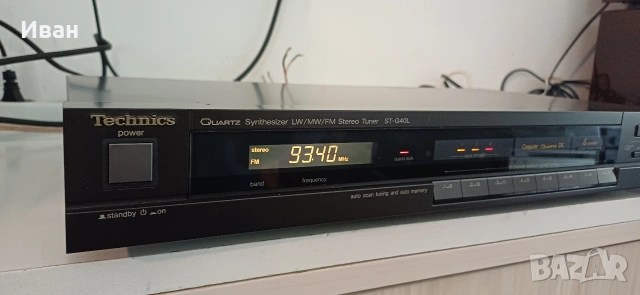 Иван
Technics
QUARTZ Synthesizer LW/MW/FM Stereo Tuner ST-G40L
power
stereo
FM 93.40 MHz
band frequency
auto scan tuning and auto memory
standby on
BAZAR